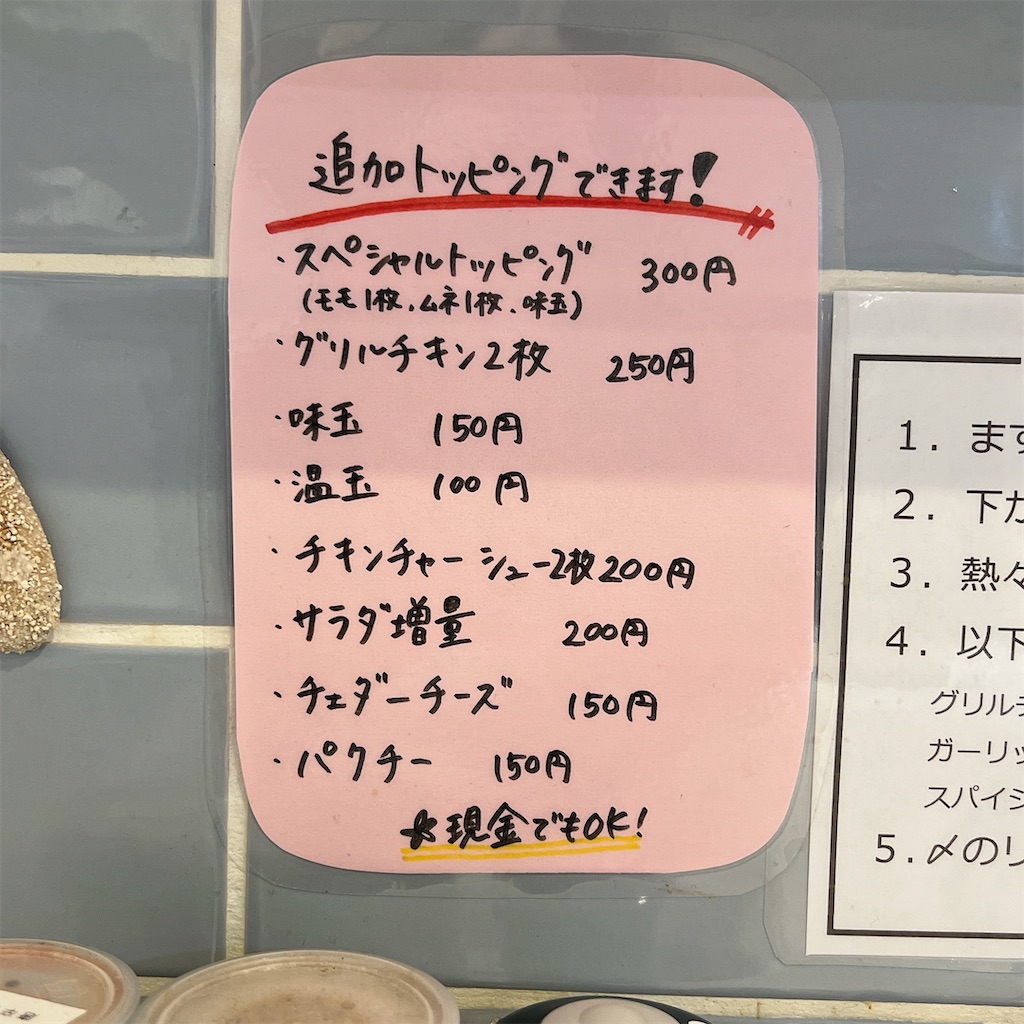 追加トッピングできます!
・スペシャルトッピング 300円
(モモ1枚、ムネ1枚、味玉)
・グリルチキン2枚 250円
・味玉 150円
・温玉 100円
・チキンチャーシュー2枚 200円
・サラダ増量 200円
・チェダーチーズ 150円
・パクチー 150円
☆現金でもOK!
1. ます
2. 下か
3. 熱々
4. 以下
グリルチ
ガーリッ
スパイシ
5.〆のリ